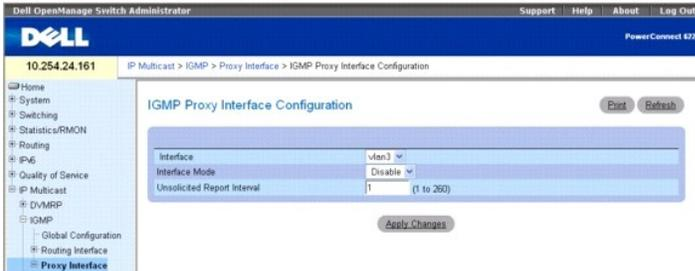 Dell OpenManage Switch Administrator Support Help About Log Out
DELL
PowerConnect 622
10.254.24.161
IP Multicast > IGMP > Proxy Interface > IGMP Proxy Interface Configuration
Home
System
Switching
Statistics/RMON
Routing
IPv6
Quality of Service
IP Multicast
DVMRP
IGMP
Global Configuration
Routing Interface
Proxy Interface
IGMP Proxy Interface Configuration
Print Refresh
Interface vlan3
Interface Mode Disable
Unsolicited Report Interval 1 (1 to 260)
Apply Changes